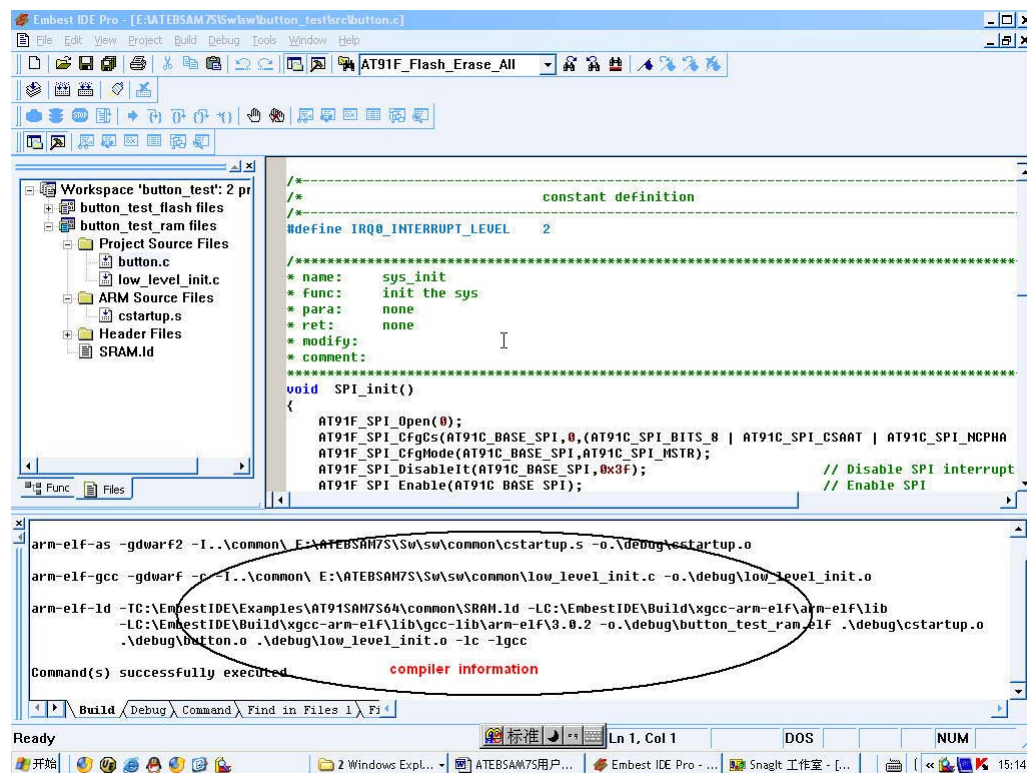 Embest IDE Pro - [E:\ATEBSAM7S\Sw\sw\button_test\src\button.c]
File Edit View Project Build Debug Tools Window Help
AT91F_Flash_Erase_All
Workspace 'button_test': 2 pr
button_test_flash files
button_test_ram files
Project Source Files
button.c
low_level_init.c
ARM Source Files
cstartup.s
Header Files
SRAM.ld
Func Files
/*----------------------------------------
/* constant definition
/*----------------------------------------
#define IRQ0_INTERRUPT_LEVEL 2
/****************************************
* name: sys_init
* func: init the sys
* para: none
* ret: none
* modify:
* comment:
****************************************
void SPI_init()
{
AT91F_SPI_Open(0);
AT91F_SPI_CfgCs(AT91C_BASE_SPI,0,(AT91C_SPI_BITS_8 | AT91C_SPI_CSAAT | AT91C_SPI_NCPHA
AT91F_SPI_CfgMode(AT91C_BASE_SPI,AT91C_SPI_MSTR);
AT91F_SPI_DisableIt(AT91C_BASE_SPI,0x3f); // Disable SPI interrupt
AT91F_SPI_Enable(AT91C_BASE_SPI); // Enable SPI
arm-elf-as -gdwarf2 -I..\common\ E:\ATEBSAM7S\Sw\sw\common\cstartup.s -o.\debug\cstartup.o
arm-elf-gcc -gdwarf -c -I..\common\ E:\ATEBSAM7S\Sw\sw\common\low_level_init.c -o.\debug\low_level_init.o
arm-elf-ld -TC:\EmbestIDE\Examples\AT91SAM7S64\common\SRAM.ld -LC:\EmbestIDE\Build\xgcc-arm-elf\arm-elf\lib
-LC:\EmbestIDE\Build\xgcc-arm-elf\lib\gcc-lib\arm-elf\3.0.2 -o.\debug\button_test_ram.elf .\debug\cstartup.o
.\debug\button.o .\debug\low_level_init.o -lc -lgcc
Command(s) successfully executed.
compiler information
Build Debug Command Find in Files 1 Fi
Ready 标准 Ln 1, Col 1 DOS NUM
开始 2 Windows Expl... ATEBSAM7S用户... Embest IDE Pro - ... SnagIt 工作室 - [... 15:14